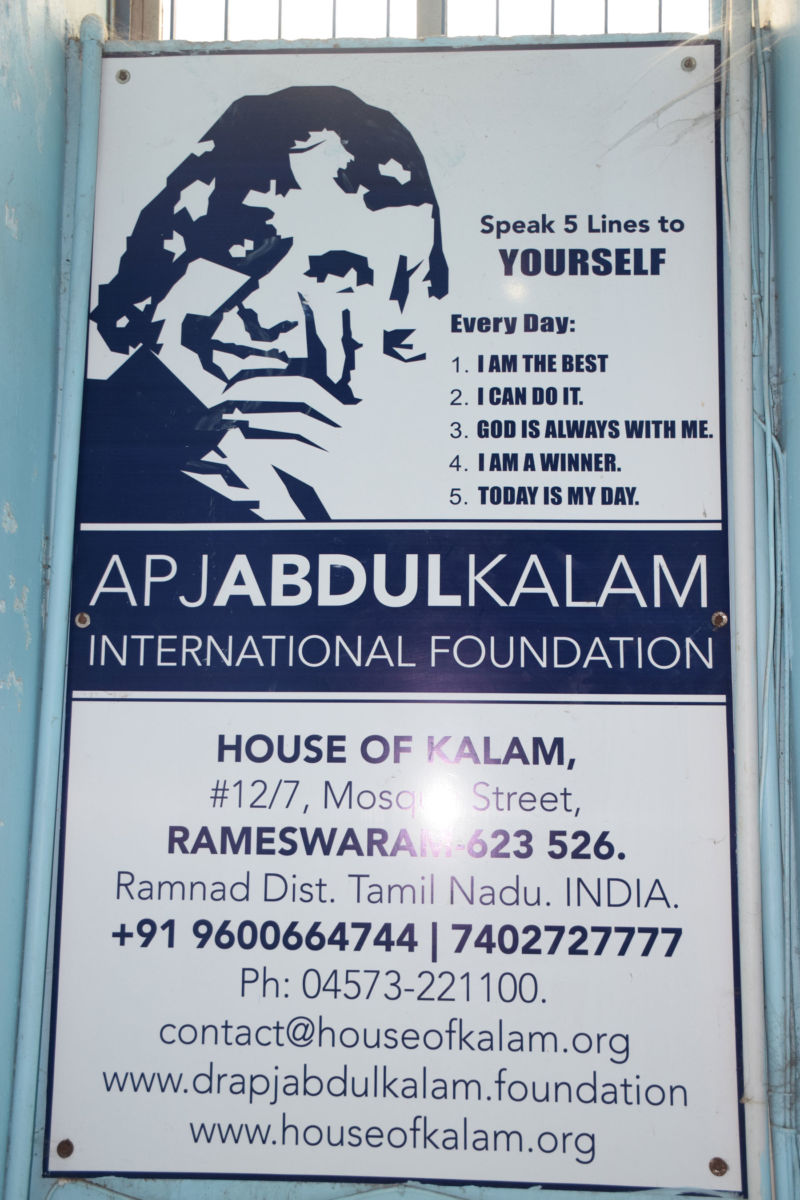 Speak 5 Lines to
YOURSELF
Every Day:
1. I AM THE BEST
2. I CAN DO IT.
3. GOD IS ALWAYS WITH ME.
4. I AM A WINNER.
5. TODAY IS MY DAY.
APJABDULKALAM
INTERNATIONAL FOUNDATION
HOUSE OF KALAM,
#12/7, Mosque Street,
RAMESWARAM-623 526.
Ramnad Dist. Tamil Nadu. INDIA.
+91 9600664744 | 7402727777
Ph: 04573-221100.
contact@houseofkalam.org
www.drapjabdulkalam.foundation
www.houseofkalam.org